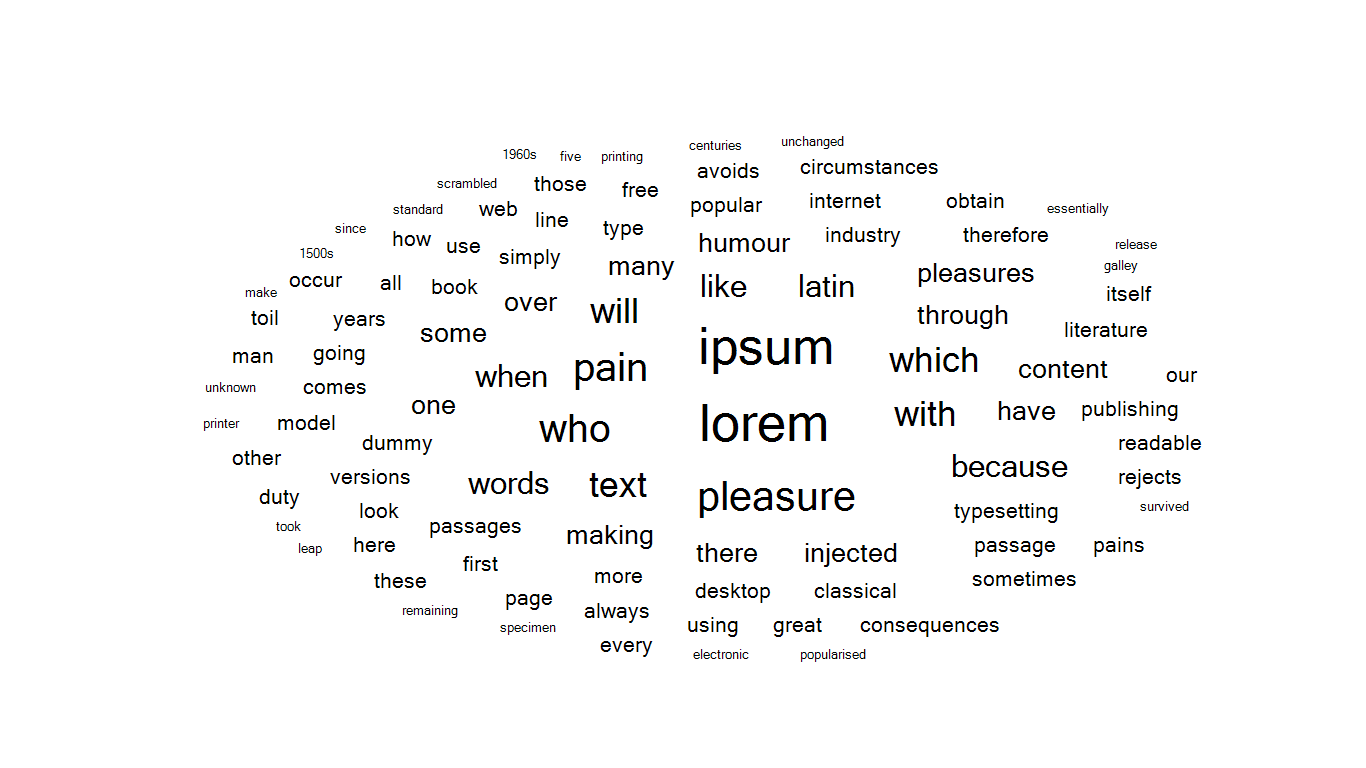 centuries unchanged
1960s five printing
avoids circumstances
scrambled those free
web popular internet obtain
standard line essentially
since how use type humour industry therefore
1500s simply release
occur all book many like latin pleasures galley
make over itself
toil years some will through literature
man going ipsum which
unknown comes when pain content our
printer model one who lorem with have publishing
other dummy readable
versions words text because rejects
duty look pleasure typesetting survived
took passages making
leap here there injected passage pains
these first more desktop classical sometimes
remaining page always
specimen using great consequences
every electronic popularised